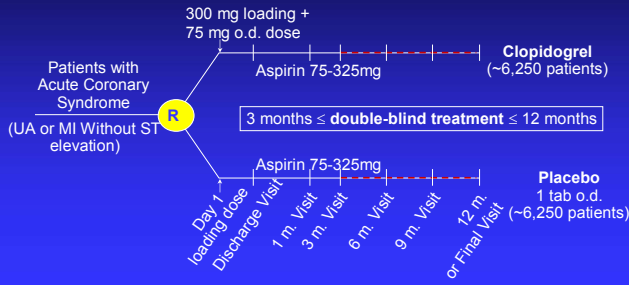 300 mg loading +
75 mg o.d. dose
Patients with
Acute Coronary
Syndrome
(UA or MI Without ST
elevation)
R
Aspirin 75-325mg
Clopidogrel
(~6,250 patients)
3 months ≤ double-blind treatment ≤ 12 months
Aspirin 75-325mg
Placebo
1 tab o.d.
(~6,250 patients)
Day 1
loading dose
Discharge Visit
1 m. Visit
3 m. Visit
6 m. Visit
9 m. Visit
12 m.
or Final Visit